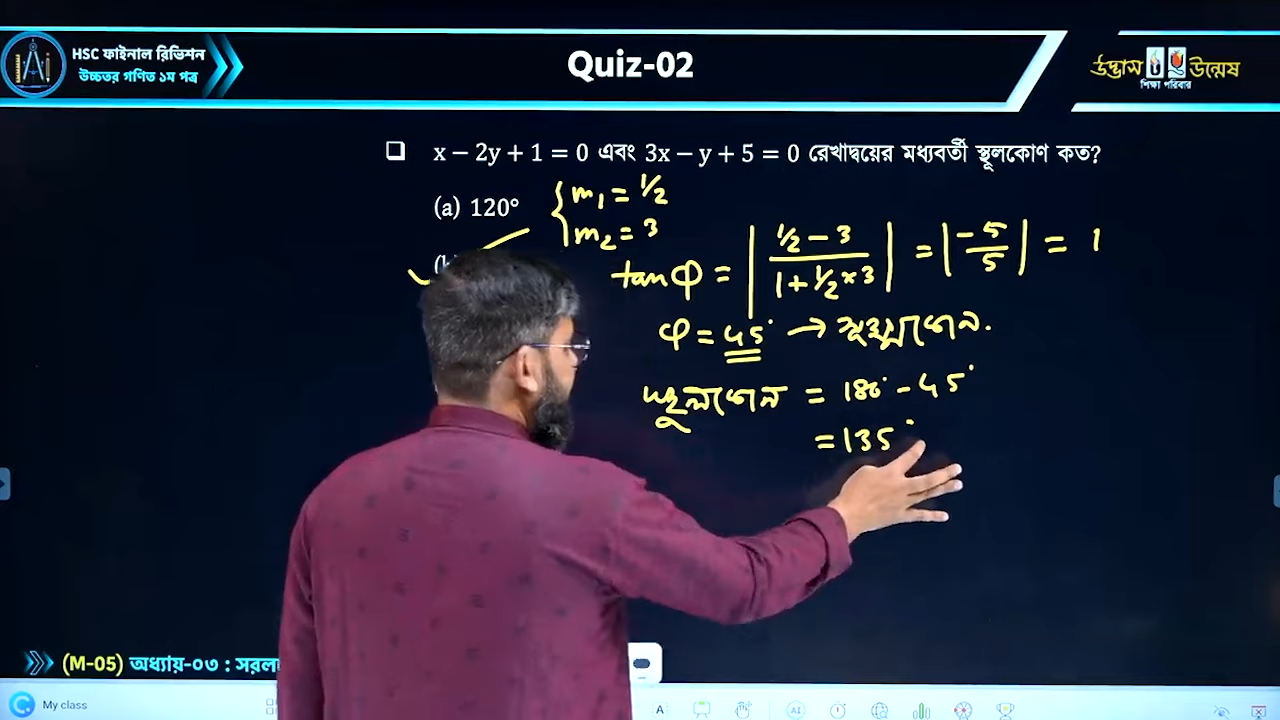 HSC ফাইনাল রিভিশন
উচ্চতর গণিত ১ম পত্র
Quiz-02
উদ্ভাস উন্মেষ
শিক্ষা পরিবার
❑ x − 2y + 1 = 0 এবং 3x − y + 5 = 0 রেখাদ্বয়ের মধ্যবর্তী স্থূলকোণ কত?
(a) 120°
m₁ = 1/2
m₂ = 3
tanφ = |(1/2 − 3)/(1 + 1/2 × 3)| = |−5/5| = 1
φ = 45° → সূক্ষ্মকোণ.
স্থূলকোণ = 180° − 45°
= 135°
(M-05) অধ্যায়-০৩ :
My class
A
AI